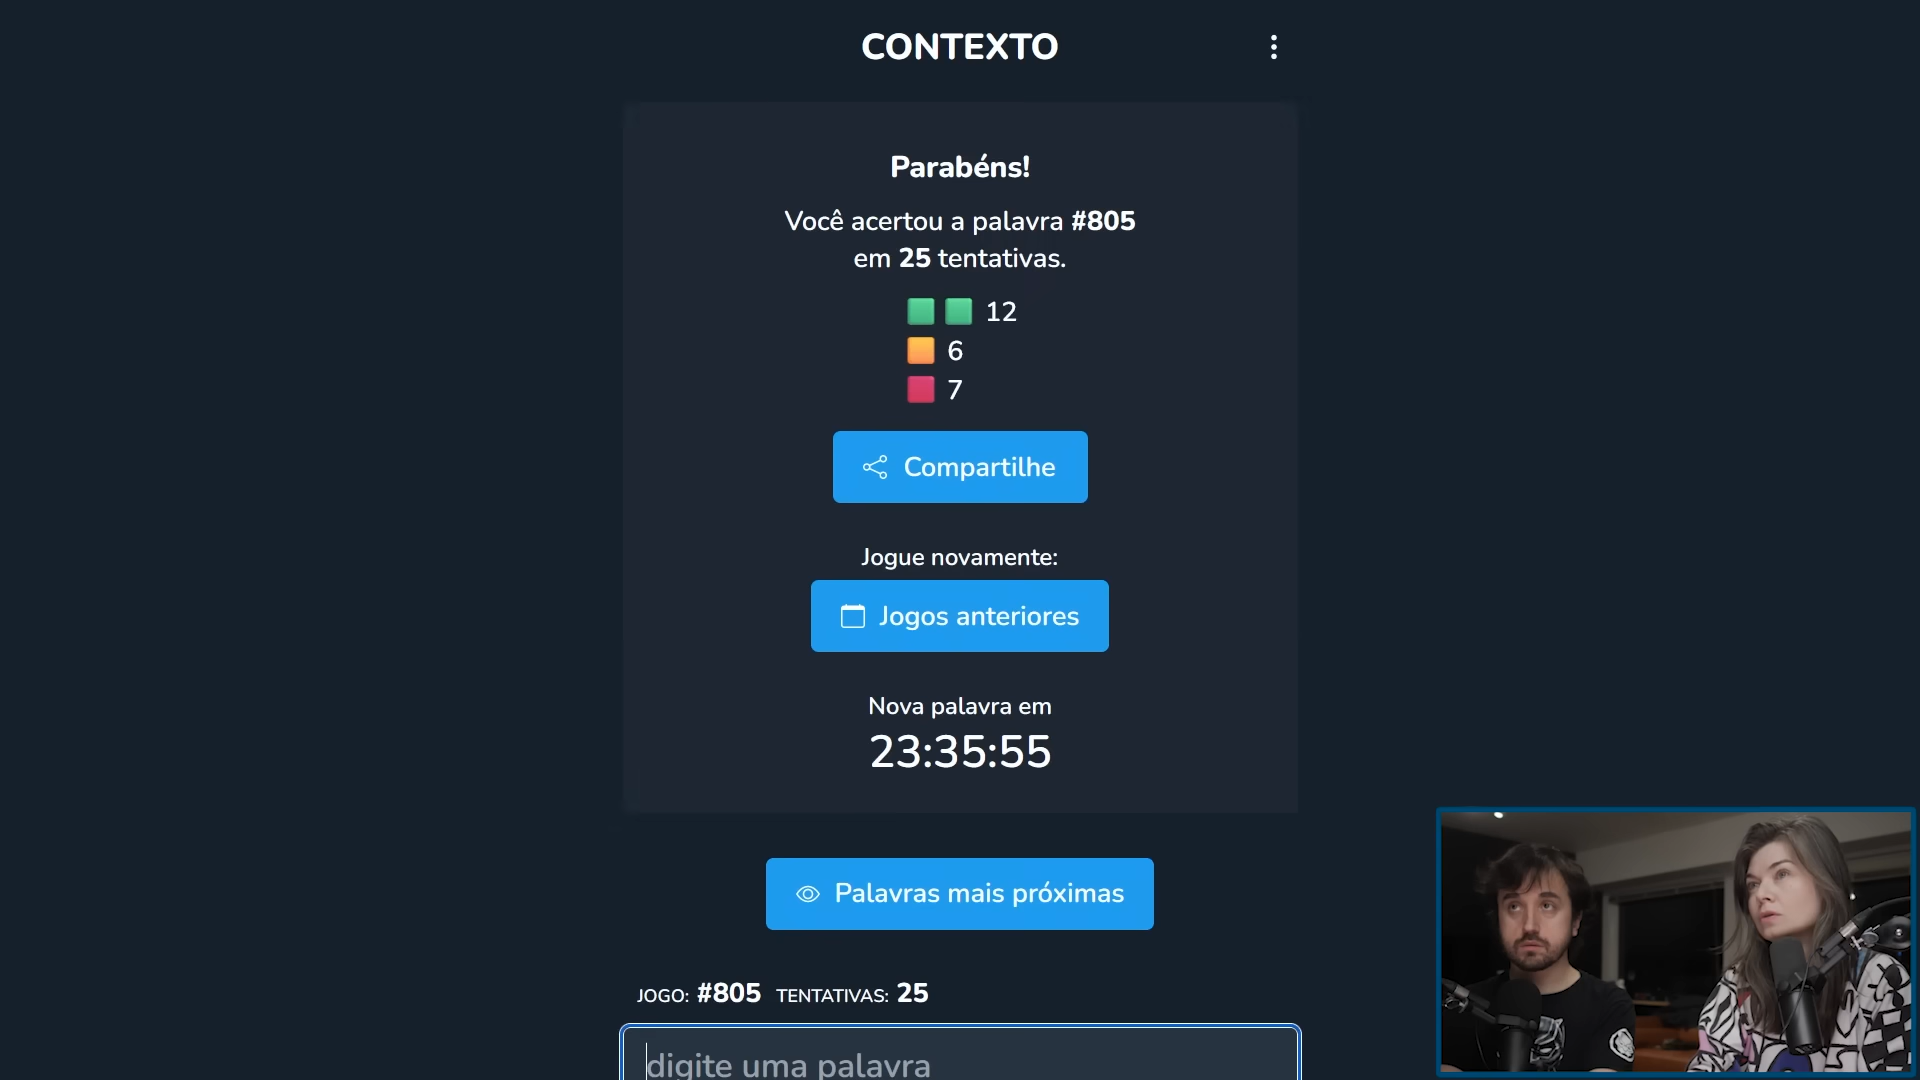 CONTEXTO
Parabéns!
Você acertou a palavra #805
em 25 tentativas.
12
6
7
Compartilhe
Jogue novamente:
Jogos anteriores
Nova palavra em
23:35:55
Palavras mais próximas
JOGO: #805 TENTATIVAS: 25
digite uma palavra